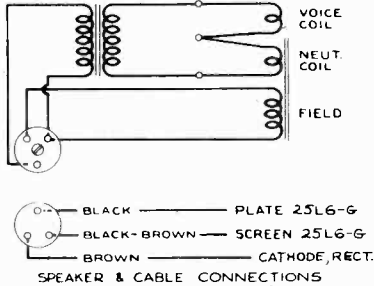 VOICE
COIL
NEUT.
COIL
FIELD
BLACK PLATE 25L6-G
BLACK-BROWN SCREEN 25L6-G
BROWN CATHODE, RECT.
SPEAKER & CABLE CONNECTIONS